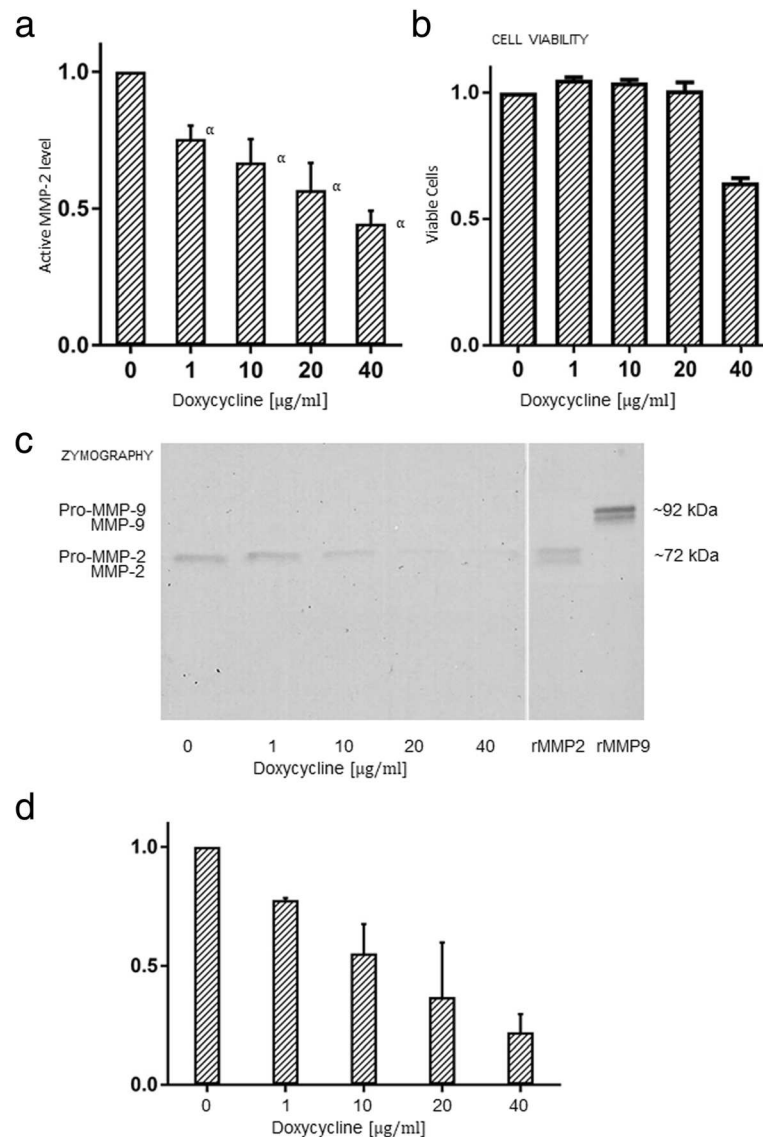 a
1.0
0.5
0.0
Active MMP-2 level
α
α
α
α
0 1 10 20 40
Doxycycline [µg/ml]
b
CELL VIABILITY
1.0
0.5
0.0
Viable Cells
0 1 10 20 40
Doxycycline [µg/ml]
c
ZYMOGRAPHY
Pro-MMP-9
MMP-9
~92 kDa
Pro-MMP-2
MMP-2
~72 kDa
0 1 10 20 40 rMMP2 rMMP9
Doxycycline [µg/ml]
d
1.0
0.5
0.0
0 1 10 20 40
Doxycycline [µg/ml]